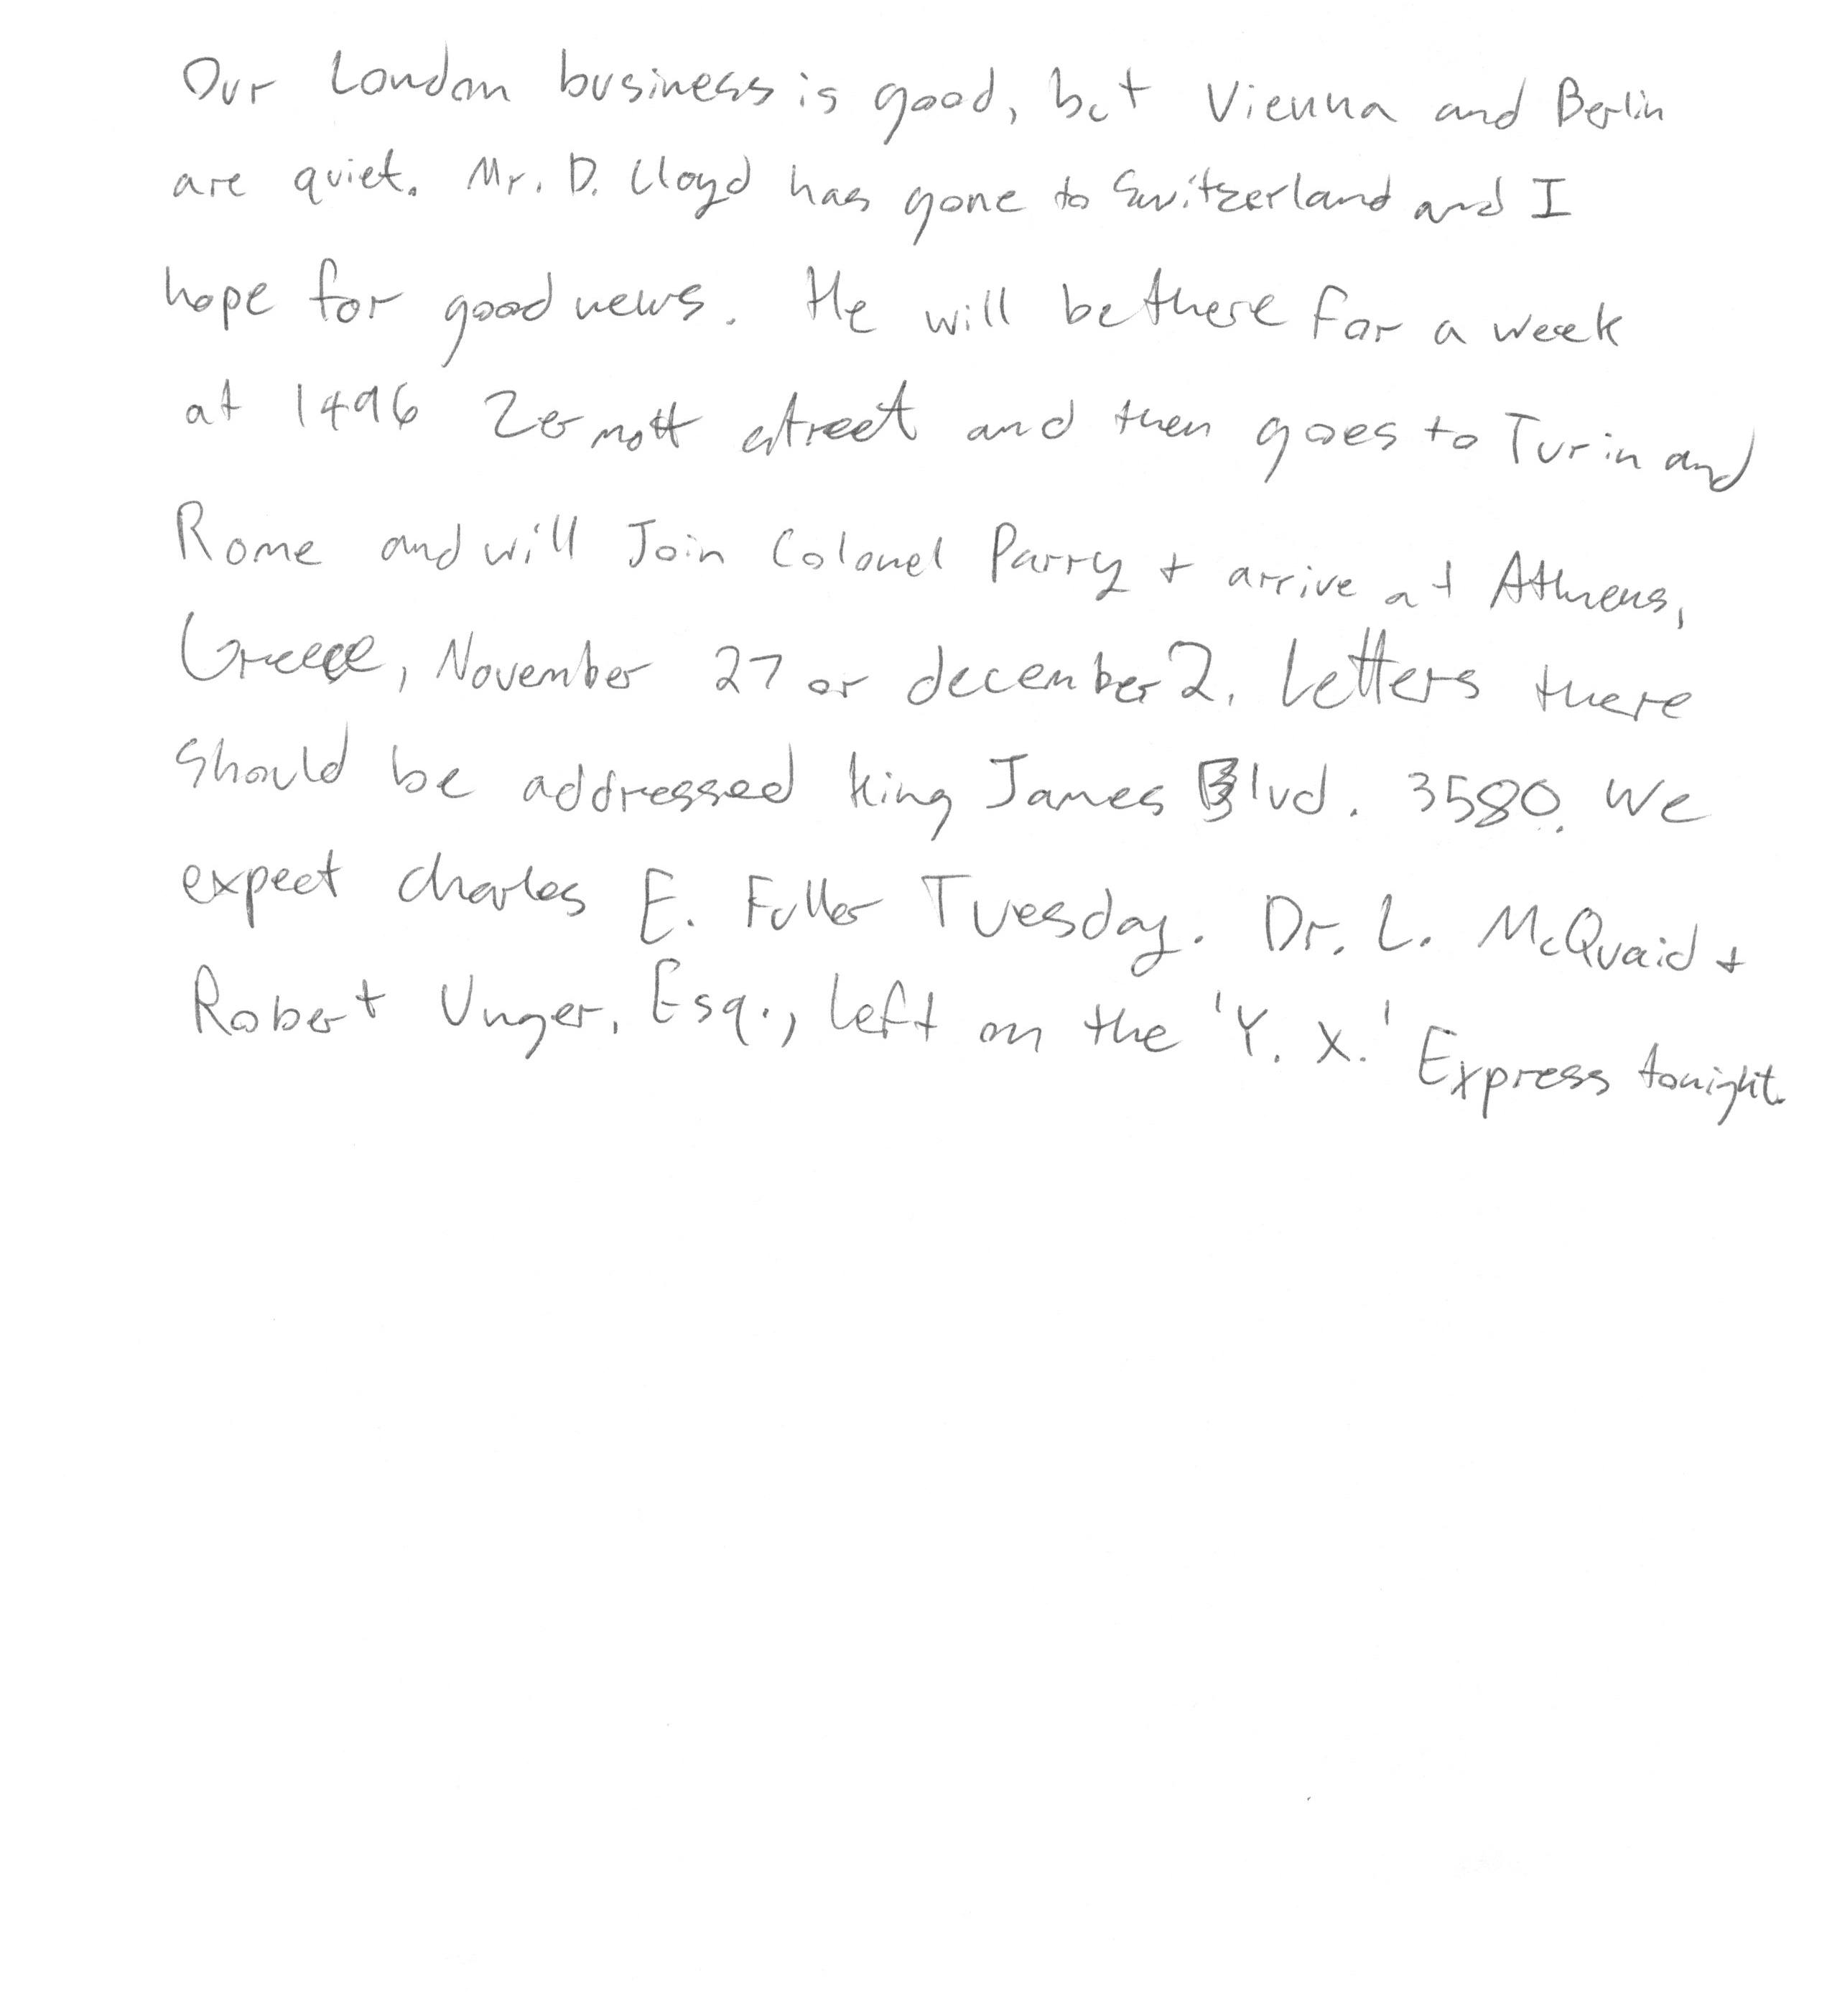 Our London business is good, but Vienna and Berlin
are quiet. Mr. D. Lloyd has gone to Switzerland and I
hope for good news. He will be there for a week
at 1496 Zermott street and then goes to Turin and
Rome and will Join Colonel Parry + arrive at Athens,
Greece, November 27 or december 2. Letters there
Should be addressed King James Blvd. 3580. We
expect charles E. Fuller Tuesday. Dr. L. McQuaid +
Robert Unger, Esq., left on the 'Y. X.' Express tonight.